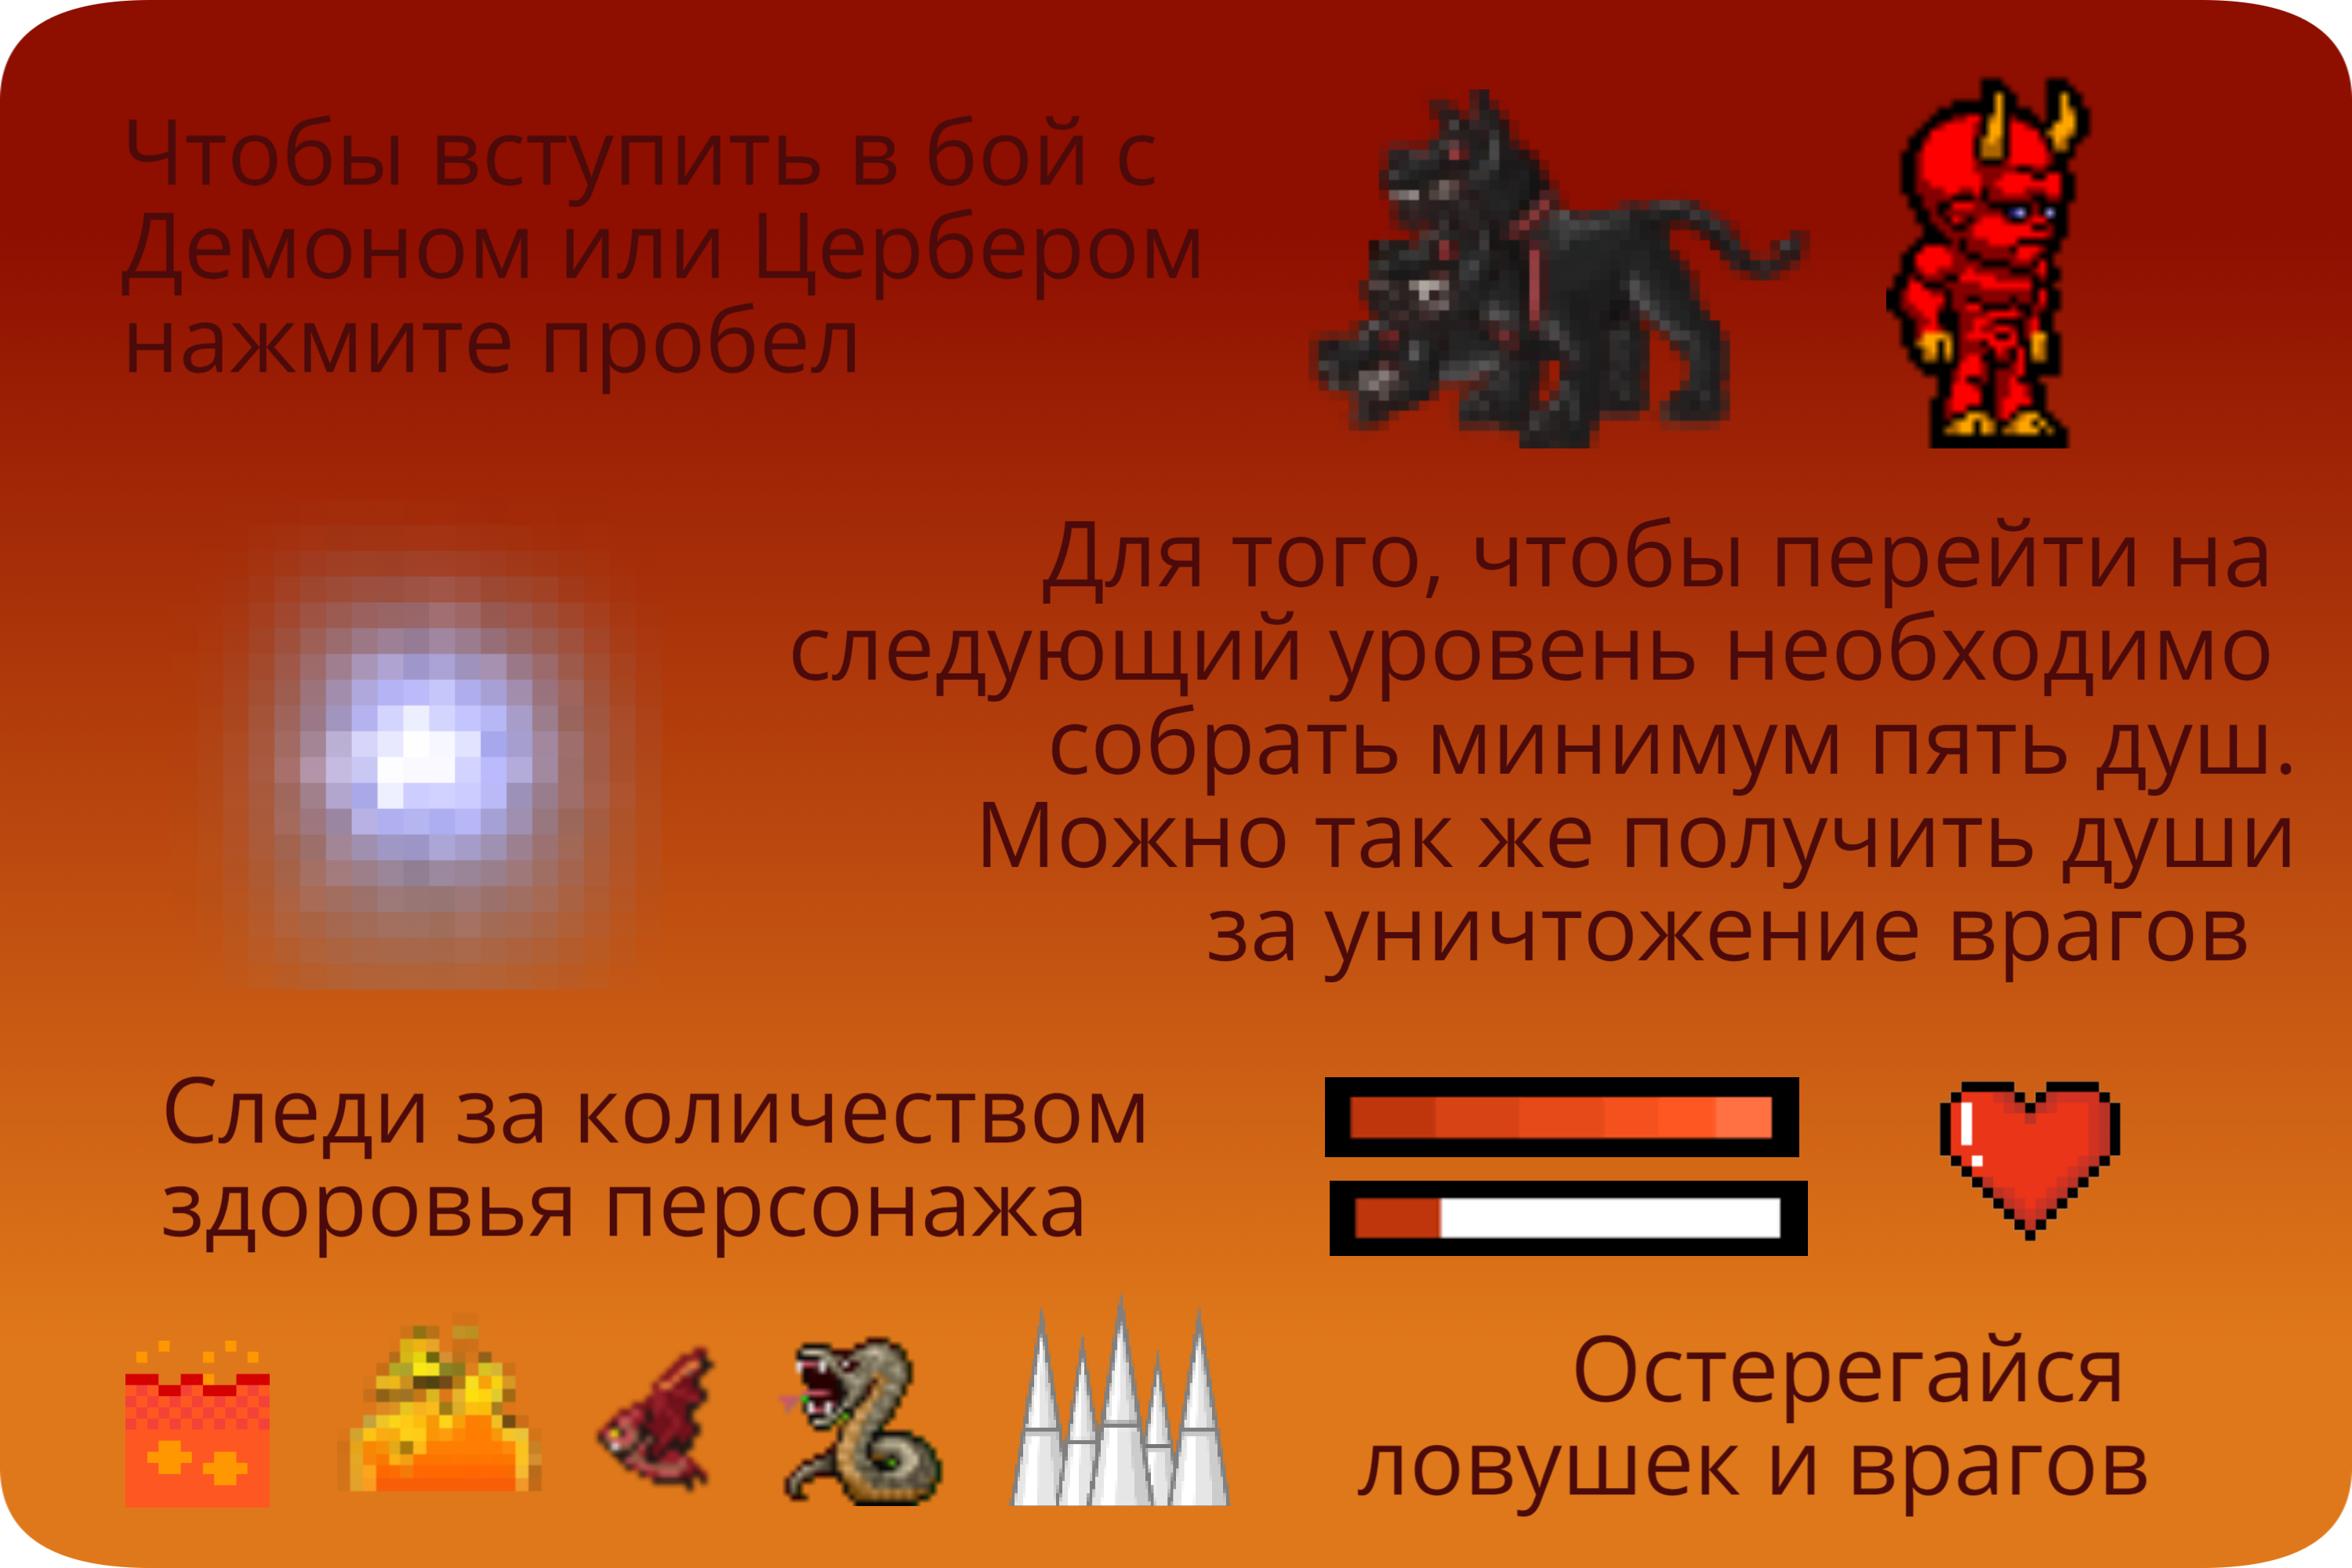 Чтобы вступить в бой с
Демоном или Цербером
нажмите пробел
Для того, чтобы перейти на
следующий уровень необходимо
собрать минимум пять душ.
Можно так же получить души
за уничтожение врагов
Следи за количеством
здоровья персонажа
Остерегайся
ловушек и врагов